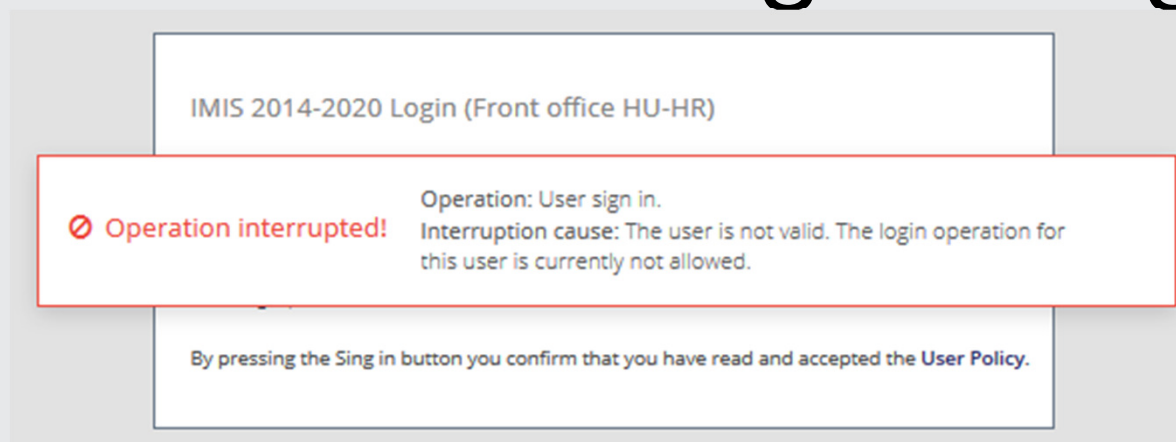 IMIS 2014-2020 Login (Front office HU-HR)
Operation interrupted!
Operation: User sign in.
Interruption cause: The user is not valid. The login operation for
this user is currently not allowed.
By pressing the Sing in button you confirm that you have read and accepted the User Policy.